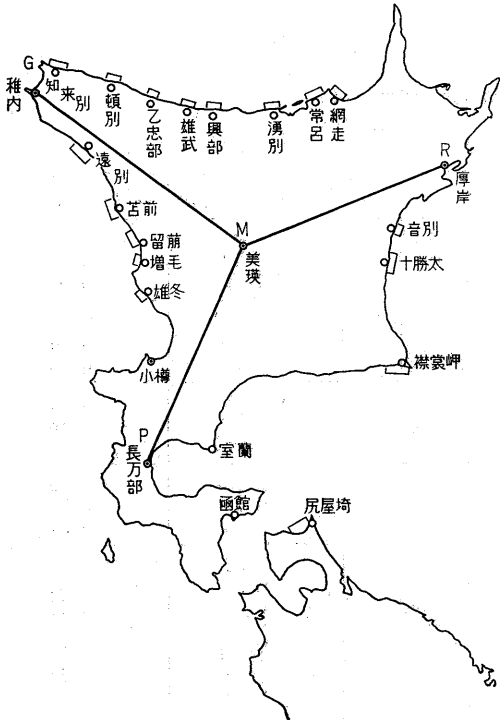 G
稚内
知来別
頓別
乙忠部
雄武
興部
湧別
常呂
網走
R
厚岸
遠別
苫前
留萠
増毛
雄冬
M
美瑛
音別
十勝太
襟裳岬
小樽
P
長万部
室蘭
函館
尻屋埼